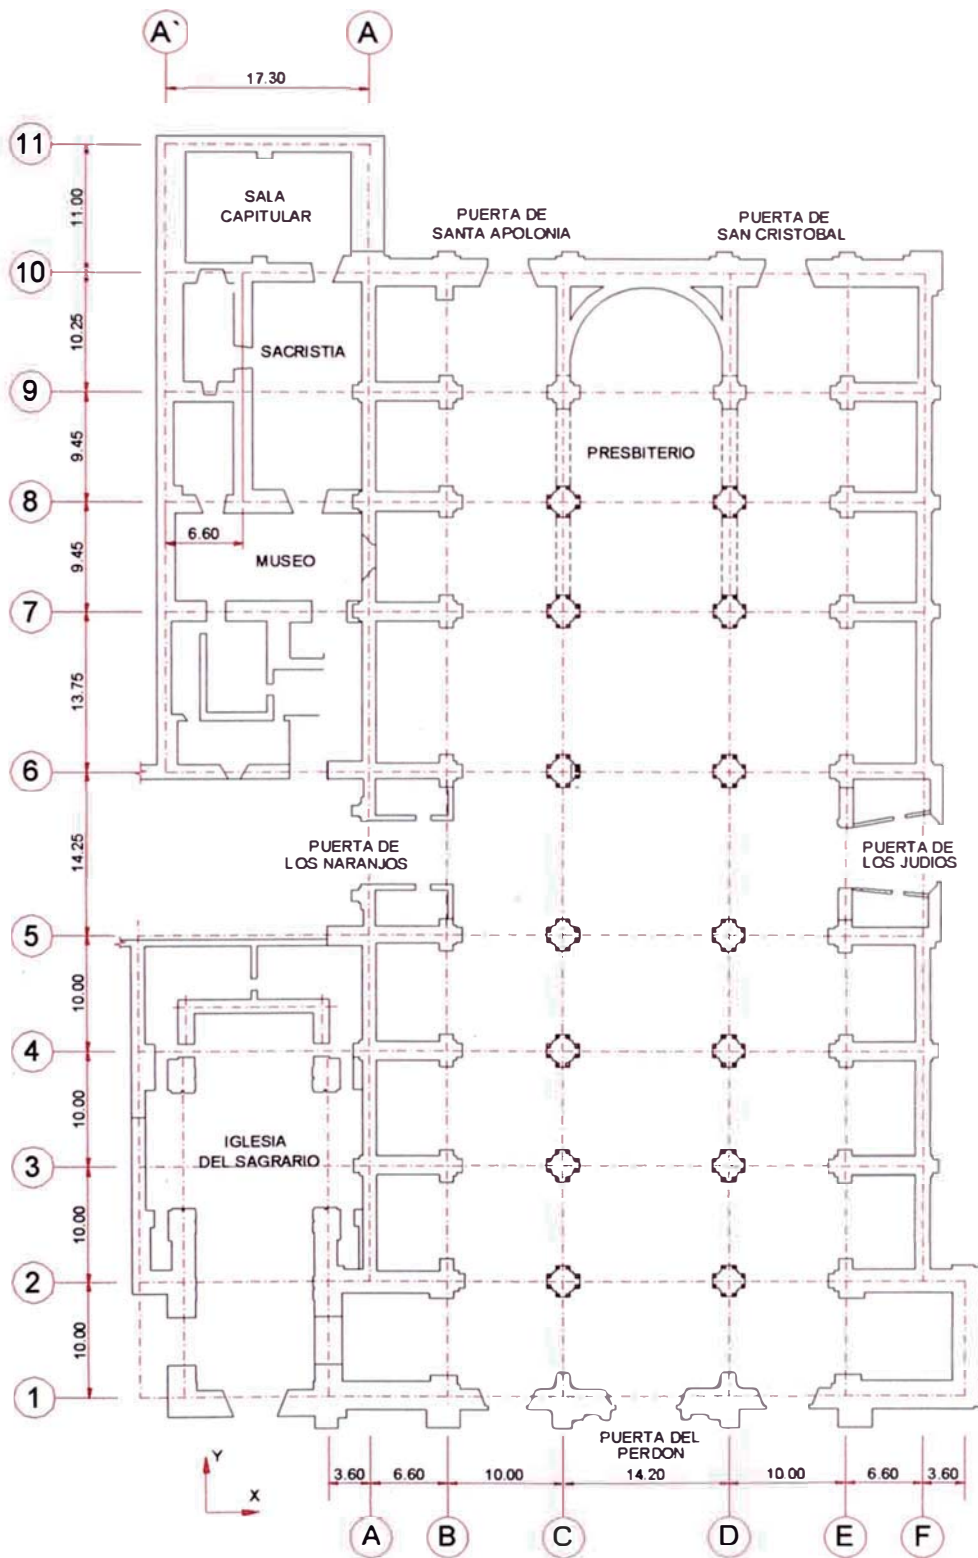 A` A
17.30
11
11.00
SALA
CAPITULAR
PUERTA DE
SANTA APOLONIA
PUERTA DE
SAN CRISTOBAL
10
10.25
SACRISTIA
9
9.45
PRESBITERIO
8
6.60
9.45
MUSEO
7
13.75
6
14.25
PUERTA DE
LOS NARANJOS
PUERTA DE
LOS JUDIOS
5
10.00
4
10.00
IGLESIA
DEL SAGRARIO
3
10.00
2
10.00
1
PUERTA DEL
PERDON
Y
X
3.60 6.60 10.00 14.20 10.00 6.60 3.60
A B C D E F